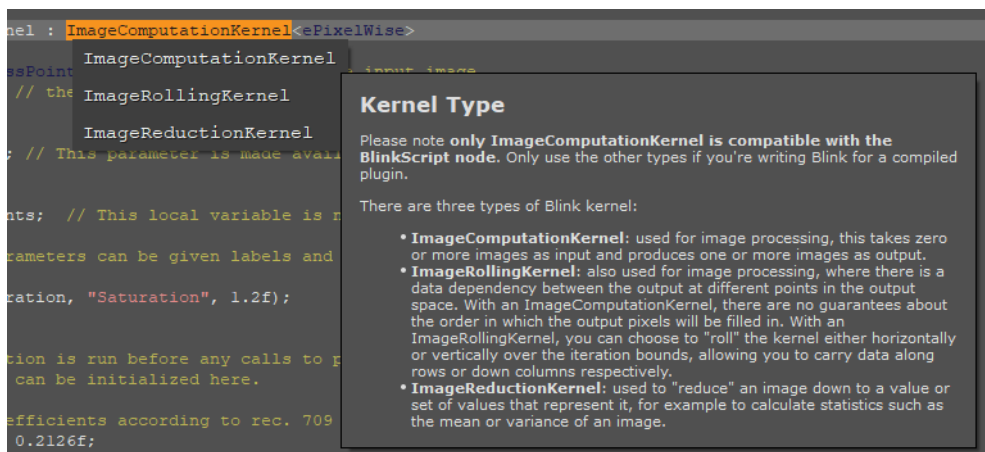 nel : ImageComputationKernel<ePixelWise>
ImageComputationKernel
ssPoint input image
// the ImageRollingKernel
ImageReductionKernel
; // This parameter is made avail
nts; // This local variable is n
rameters can be given labels and
ration, "Saturation", 1.2f);
tion is run before any calls to p
can be initialized here.
efficients according to rec. 709
0.2126f;
Kernel Type
Please note only ImageComputationKernel is compatible with the
BlinkScript node. Only use the other types if you're writing Blink for a compiled
plugin.
There are three types of Blink kernel:
• ImageComputationKernel: used for image processing, this takes zero
or more images as input and produces one or more images as output.
• ImageRollingKernel: also used for image processing, where there is a
data dependency between the output at different points in the output
space. With an ImageComputationKernel, there are no guarantees about
the order in which the output pixels will be filled in. With an
ImageRollingKernel, you can choose to "roll" the kernel either horizontally
or vertically over the iteration bounds, allowing you to carry data along
rows or down columns respectively.
• ImageReductionKernel: used to "reduce" an image down to a value or
set of values that represent it, for example to calculate statistics such as
the mean or variance of an image.